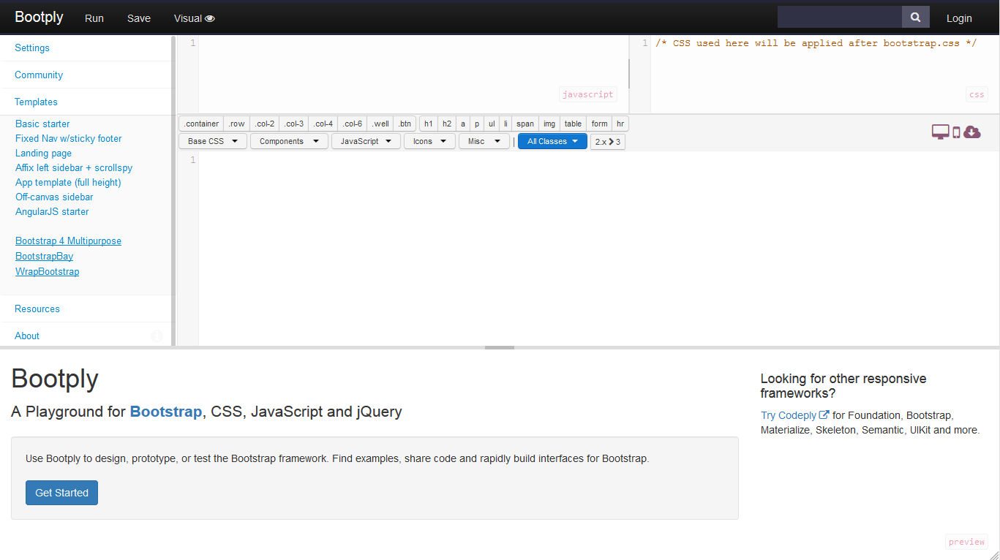 Bootply Run Save Visual Login
Settings
Community
Templates
Basic starter
Fixed Nav w/sticky footer
Landing page
Affix left sidebar + scrollspy
App template (full height)
Off-canvas sidebar
AngularJS starter
Bootstrap 4 Multipurpose
BootstrapBay
WrapBootstrap
Resources
About
1
javascript
1 /* CSS used here will be applied after bootstrap.css */
css
.container .row .col-2 .col-3 .col-4 .col-6 .well .btn h1 h2 a p ul li span img table form hr
Base CSS Components JavaScript Icons Misc | All Classes 2.x 3
1
Bootply
A Playground for Bootstrap, CSS, JavaScript and jQuery
Use Bootply to design, prototype, or test the Bootstrap framework. Find examples, share code and rapidly build interfaces for Bootstrap.
Get Started
Looking for other responsive
frameworks?
Try Codeply for Foundation, Bootstrap,
Materialize, Skeleton, Semantic, UIKit and more.
preview